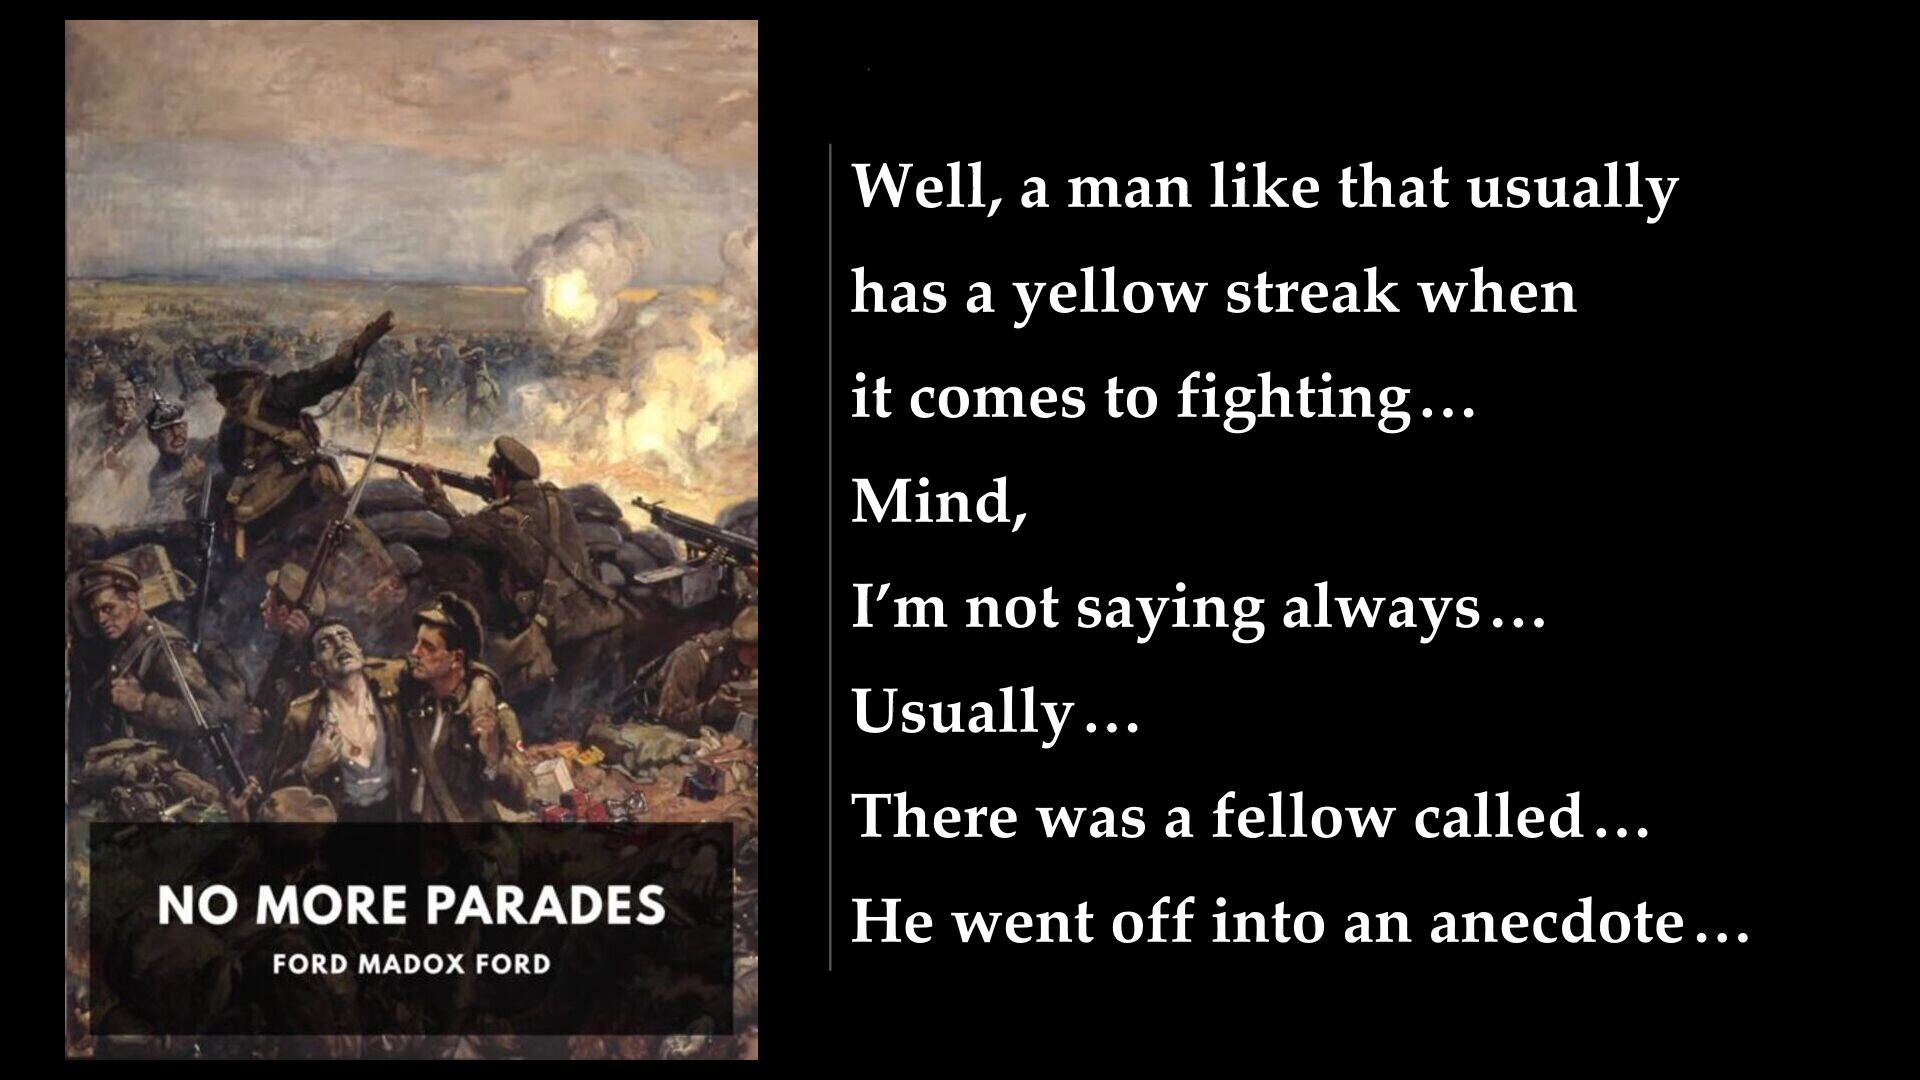 NO MORE PARADES
FORD MADOX FORD
Well, a man like that usually
has a yellow streak when
it comes to fighting…
Mind,
I’m not saying always…
Usually…
There was a fellow called…
He went off into an anecdote…